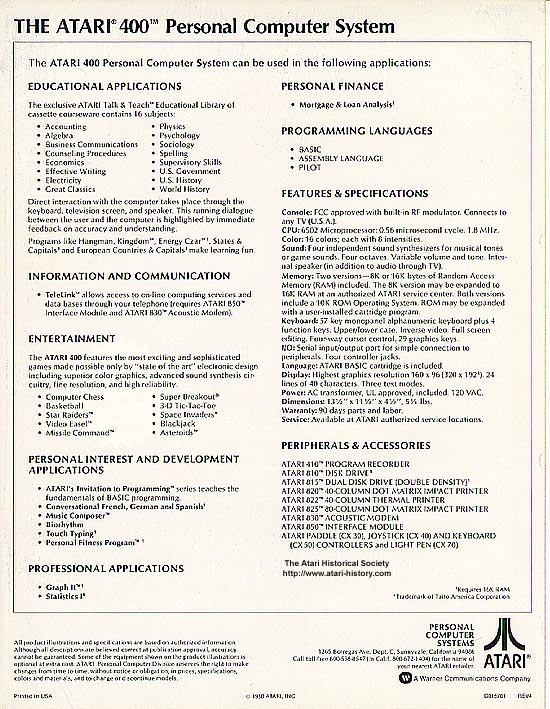 THE ATARI® 400™ Personal Computer System
The ATARI 400 Personal Computer System can be used in the following applications:
EDUCATIONAL APPLICATIONS
The exclusive ATARI Talk & Teach™ Educational Library of
cassette courseware contains 16 subjects:
• Accounting
• Algebra
• Business Communications
• Counseling Procedures
• Economics
• Effective Writing
• Electricity
• Great Classics
• Physics
• Psychology
• Sociology
• Spelling
• Supervisory Skills
• U.S. Government
• U.S. History
• World History
Direct interaction with the computer takes place through the
keyboard, television screen, and speaker. This running dialogue
between the user and the computer is highlighted by immediate
feedback on accuracy and understanding.
Programs like Hangman, Kingdom™, Energy Czar™¹, States &
Capitals¹ and European Countries & Capitals¹ make learning fun.
INFORMATION AND COMMUNICATION
• TeleLink™ allows access to on-line computing services and
data bases through your telephone (requires ATARI 850™
Interface Module and ATARI 830™ Acoustic Modem).
ENTERTAINMENT
The ATARI 400 features the most exciting and sophisticated
games made possible only by "state of the art" electronic design
including superior color graphics, advanced sound synthesis cir-
cuitry, fine resolution, and high reliability.
• Computer Chess
• Basketball
• Star Raiders™
• Video Easel™
• Missile Command™
• Super Breakout®
• 3-D Tic-Tac-Toe
• Space Invaders*
• Blackjack
• Asteroids™
PERSONAL INTEREST AND DEVELOPMENT
APPLICATIONS
• ATARI's Invitation to Programming™ series teaches the
fundamentals of BASIC programming.
• Conversational French, German and Spanish¹
• Music Composer™
• Biorhythm
• Touch Typing¹
• Personal Fitness Program™ ¹
PROFESSIONAL APPLICATIONS
• Graph It™¹
• Statistics I¹
PERSONAL FINANCE
• Mortgage & Loan Analysis¹
PROGRAMMING LANGUAGES
• BASIC
• ASSEMBLY LANGUAGE
• PILOT
FEATURES & SPECIFICATIONS
Console: FCC approved with built-in RF modulator. Connects to
any TV (U.S.A.).
CPU: 6502 Microprocessor: 0.56 microsecond cycle. 1.8 MHz.
Color: 16 colors; each with 8 intensities.
Sound: Four independent sound synthesizers for musical tones
or game sounds. Four octaves. Variable volume and tone. Inter-
nal speaker (in addition to audio through TV).
Memory: Two versions—8K or 16K bytes of Random Access
Memory (RAM) included. The 8K version may be expanded to
16K RAM at an authorized ATARI service center. Both versions
include a 10K ROM Operating System. ROM may be expanded
with a user-installed cartridge program.
Keyboard: 57 key monopanel alphanumeric keyboard plus 4
function keys. Upper/lower case. Inverse video. Full screen
editing. Four-way cursor control, 29 graphics keys.
I/O: Serial input/output port for simple connection to
peripherals. Four controller jacks.
Language: ATARI BASIC cartridge is included.
Display: Highest graphics resolution 160 x 96 (320 x 192¹). 24
lines of 40 characters. Three text modes.
Power: AC transformer, UL approved, included. 120 VAC.
Dimensions: 13½" x 11½" x 4½", 5¾ lbs.
Warranty: 90 days parts and labor.
Service: Available at ATARI authorized service locations.
PERIPHERALS & ACCESSORIES
ATARI 410™ PROGRAM RECORDER
ATARI 810™ DISK DRIVE¹
ATARI 815™ DUAL DISK DRIVE (DOUBLE DENSITY)¹
ATARI 820™ 40-COLUMN DOT MATRIX IMPACT PRINTER
ATARI 822™ 40-COLUMN THERMAL PRINTER
ATARI 825™ 80-COLUMN DOT MATRIX IMPACT PRINTER
ATARI 830™ ACOUSTIC MODEM
ATARI 850™ INTERFACE MODULE
ATARI PADDLE (CX 30), JOYSTICK (CX 40) AND KEYBOARD
(CX 50) CONTROLLERS and LIGHT PEN (CX 70)
The Atari Historical Society
http://www.atari-history.com
¹Requires 16K RAM
*Trademark of Taito America Corporation
All product illustrations and specifications are based on authorized information.
Although all descriptions are believed correct at publication approval, accuracy
cannot be guaranteed. Some of the equipment shown on the product illustrations is
optional at extra cost. ATARI Personal Computer Division reserves the right to make
changes from time to time, without notice or obligation, in prices, specifications,
colors and materials, and to change or discontinue models.
PERSONAL
COMPUTER
SYSTEMS
1265 Borregas Ave. Dept. C, Sunnyvale, California 94086
Call toll-free 800-538-8547 (in Calif. 800-672-1404) for the name of
your nearest ATARI retailer.
ATARI®
A Warner Communications Company
Printed in USA
© 1980 ATARI, INC
C015701 REV4